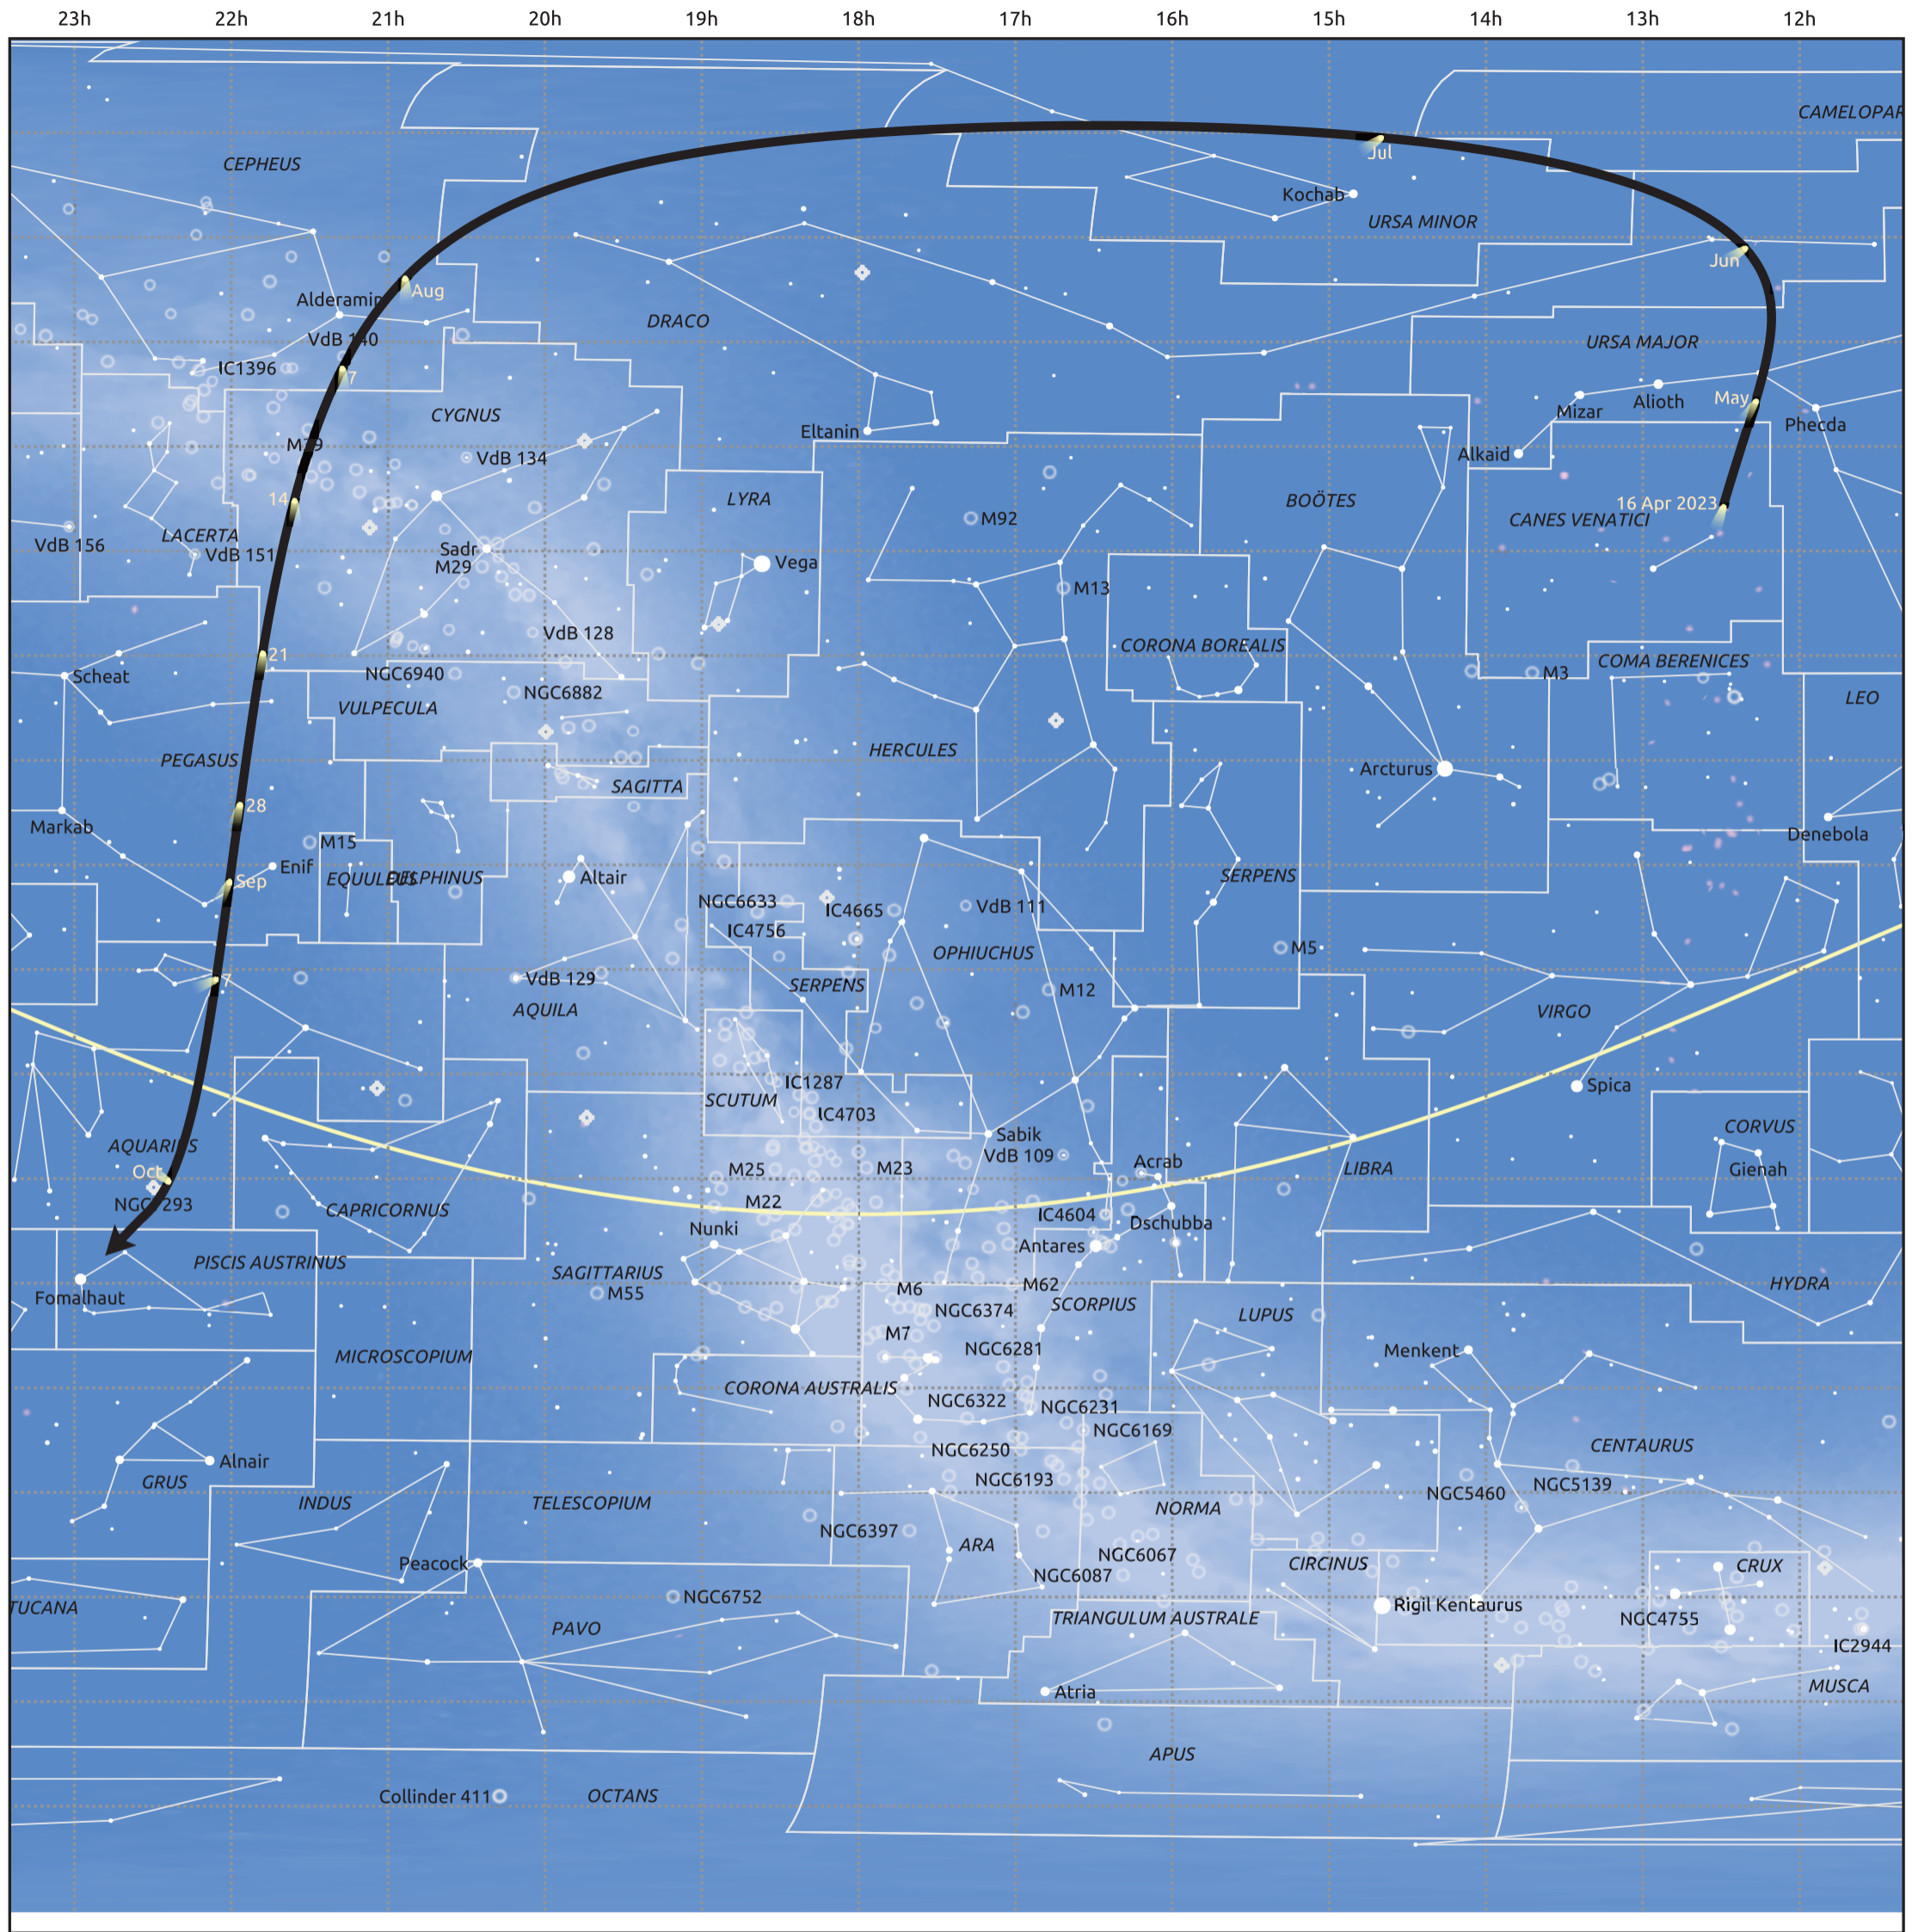 23h 22h 21h 20h 19h 18h 17h 16h 15h 14h 13h 12h
CAMELOPAR
CEPHEUS
Jul
Kochab
URSA MINOR
Jun
Aug
Alderamin
DRACO
VdB 140
URSA MAJOR
IC1396
7
May
Alioth
Mizar
CYGNUS
Phecda
Eltanin
M39
Alkaid
VdB 134
14
LYRA
BOÖTES
16 Apr 2023
M92
CANES VENATICI
LACERTA
VdB 156
VdB 151
Sadr
M29
Vega
M13
VdB 128
CORONA BOREALIS
21
COMA BERENICES
Scheat
NGC6940
M3
NGC6882
LEO
VULPECULA
HERCULES
PEGASUS
Arcturus
SAGITTA
28
Markab
Denebola
M15
Enif
EQUULEUS
DELPHINUS
Altair
SERPENS
Sep
NGC6633
IC4665
VdB 111
IC4756
M5
OPHIUCHUS
7
VdB 129
SERPENS
M12
AQUILA
VIRGO
IC1287
Spica
SCUTUM
IC4703
CORVUS
Sabik
AQUARIUS
VdB 109
Acrab
M25
M23
LIBRA
Gienah
Oct
NGC7293
M22
CAPRICORNUS
IC4604
Dschubba
Nunki
Antares
PISCIS AUSTRINUS
SAGITTARIUS
M62
HYDRA
M6
M55
Fomalhaut
SCORPIUS
NGC6374
LUPUS
M7
NGC6281
Menkent
MICROSCOPIUM
CORONA AUSTRALIS
NGC6322
NGC6231
NGC6169
NGC6250
CENTAURUS
Alnair
NGC6193
GRUS
NGC5139
NGC5460
INDUS
TELESCOPIUM
NORMA
NGC6397
ARA
NGC6067
Peacock
CIRCINUS
CRUX
NGC6087
NGC6752
Rigil Kentaurus
TUCANA
TRIANGULUM AUSTRALE
NGC4755
PAVO
IC2944
MUSCA
Atria
APUS
Collinder 411
OCTANS